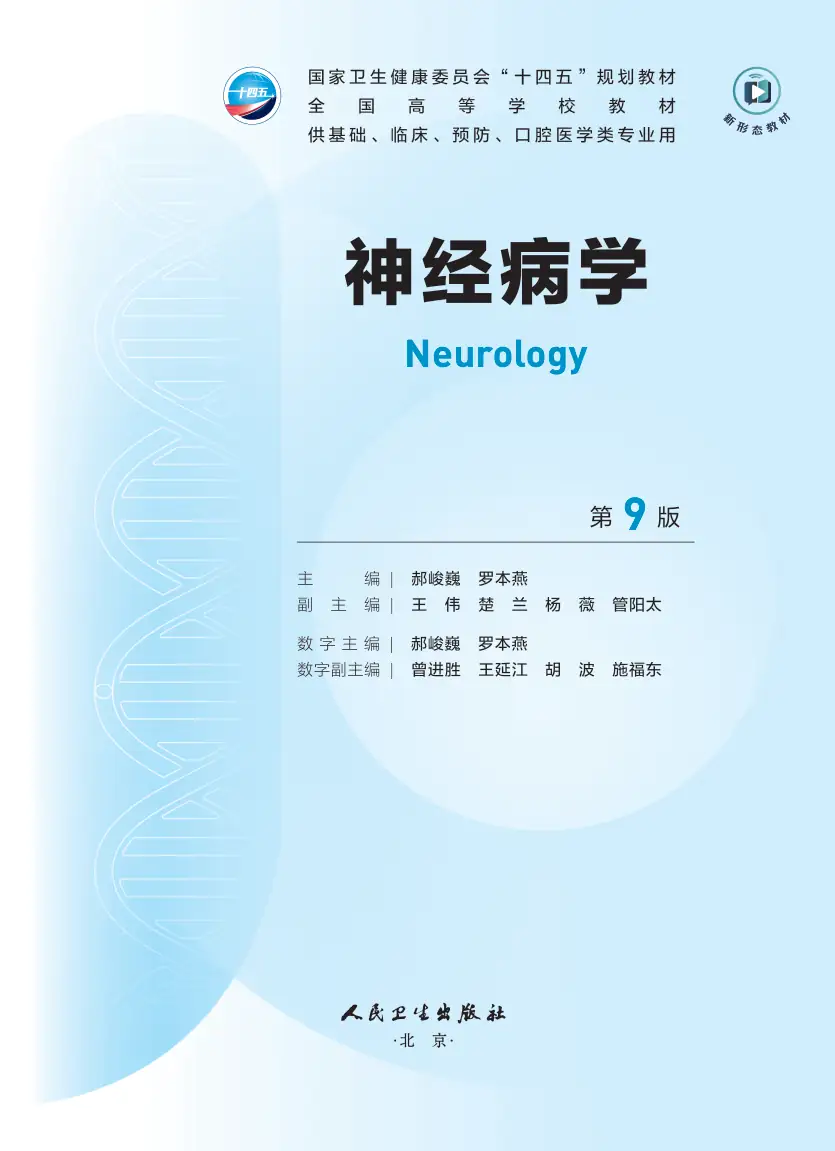 十四五
国家卫生健康委员会“十四五”规划教材
全国高等学校教材
供基础、临床、预防、口腔医学类专业用
新形态教材
神经病学
Neurology
第9版
主编 | 郝峻巍 罗本燕
副主编 | 王伟 楚兰 杨薇 管阳太
数字主编 | 郝峻巍 罗本燕
数字副主编 | 曾进胜 王延江 胡波 施福东
人民卫生出版社
·北京·